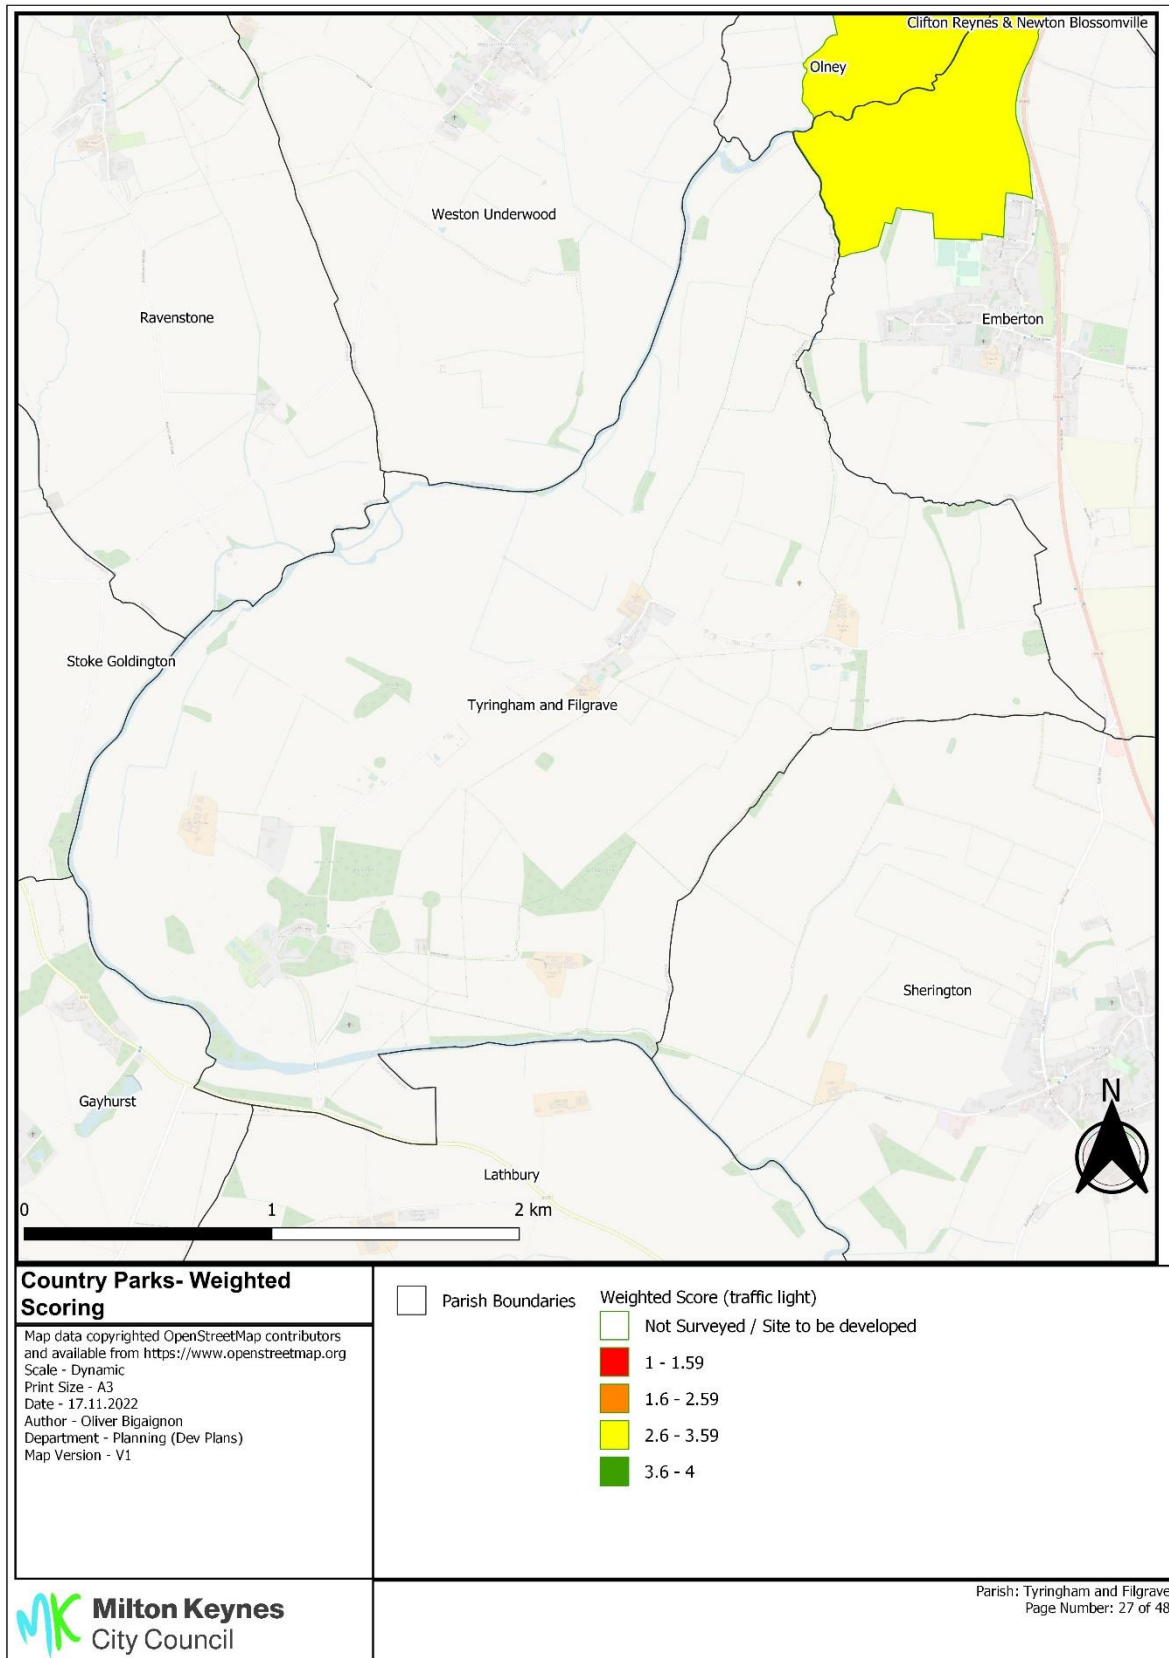 Clifton Reynes & Newton Blossomville
Olney
Weston Underwood
Ravenstone
Emberton
Stoke Goldington
Tyringham and Filgrave
Sherington
Gayhurst
Lathbury
N
0 1 2 km
Country Parks- Weighted
Scoring
Map data copyrighted OpenStreetMap contributors
and available from https://www.openstreetmap.org
Scale - Dynamic
Print Size - A3
Date - 17.11.2022
Author - Oliver Bigaignon
Department - Planning (Dev Plans)
Map Version - V1
Parish Boundaries
Weighted Score (traffic light)
Not Surveyed / Site to be developed
1 - 1.59
1.6 - 2.59
2.6 - 3.59
3.6 - 4
MK Milton Keynes
City Council
Parish: Tyringham and Filgrave
Page Number: 27 of 48